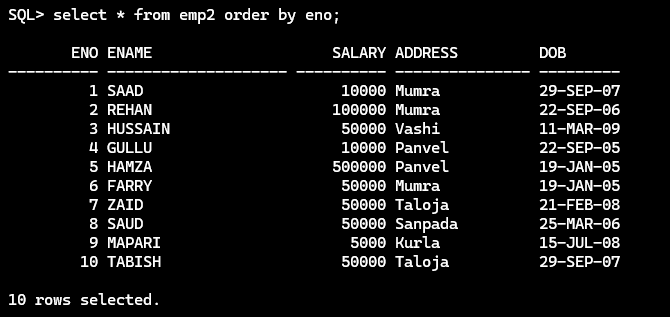 SQL> select * from emp2 order by eno;
       ENO ENAME                    SALARY ADDRESS         DOB
---------- -------------------- ---------- --------------- ---------
         1 SAAD                      10000 Mumra           29-SEP-07
         2 REHAN                    100000 Mumra           22-SEP-06
         3 HUSSAIN                   50000 Vashi           11-MAR-09
         4 GULLU                     10000 Panvel          22-SEP-05
         5 HAMZA                    500000 Panvel          19-JAN-05
         6 FARRY                     50000 Mumra           19-JAN-05
         7 ZAID                      50000 Taloja          21-FEB-08
         8 SAUD                      50000 Sanpada         25-MAR-06
         9 MAPARI                     5000 Kurla           15-JUL-08
        10 TABISH                    50000 Taloja          29-SEP-07
10 rows selected.